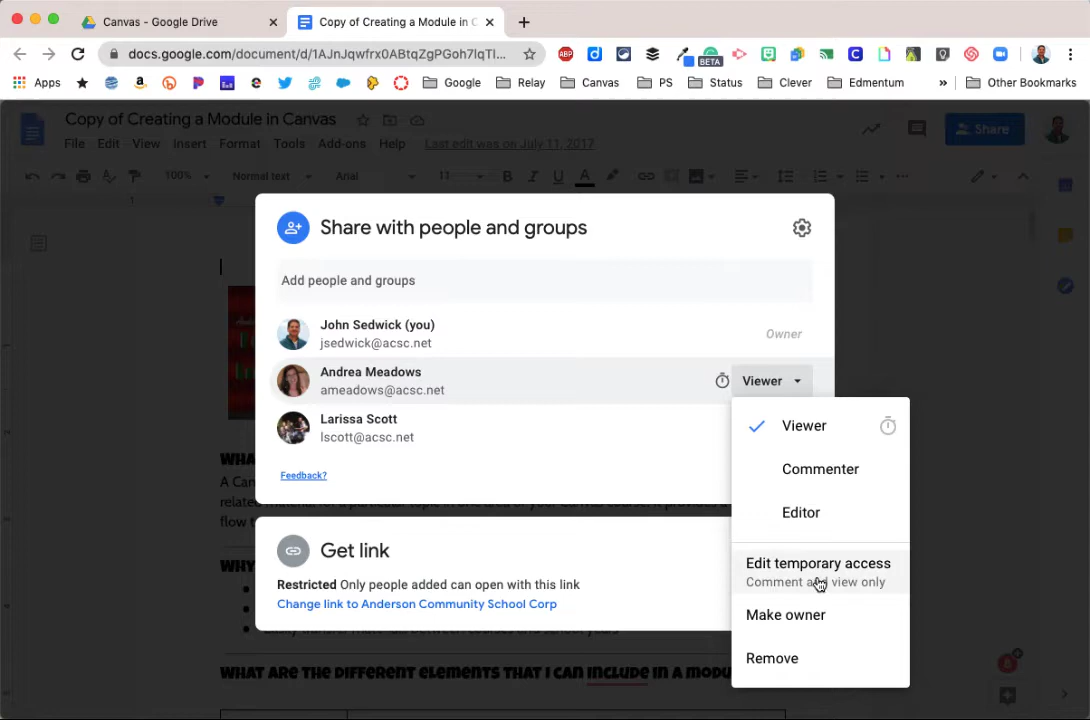 Canvas - Google Drive
Copy of Creating a Module in C
docs.google.com/document/d/1AJnJqwfrx0ABtqZgPGoh7lqTl...
BETA
Apps
Google
Relay
Canvas
PS
Status
Clever
Edmentum
»
Other Bookmarks
Copy of Creating a Module in Canvas
Share
File Edit View Insert Format Tools Add-ons Help Last edit was on July 11, 2017
100% Normal text Arial 11
Share with people and groups
Add people and groups
John Sedwick (you)
jsedwick@acsc.net
Owner
Andrea Meadows
ameadows@acsc.net
Viewer
Larissa Scott
lscott@acsc.net
Feedback?
Viewer
Commenter
Editor
Edit temporary access
Comment and view only
Make owner
Remove
Get link
Restricted Only people added can open with this link
Change link to Anderson Community School Corp
WHAT ARE THE DIFFERENT ELEMENTS THAT I CAN INCLUDE IN A MODU